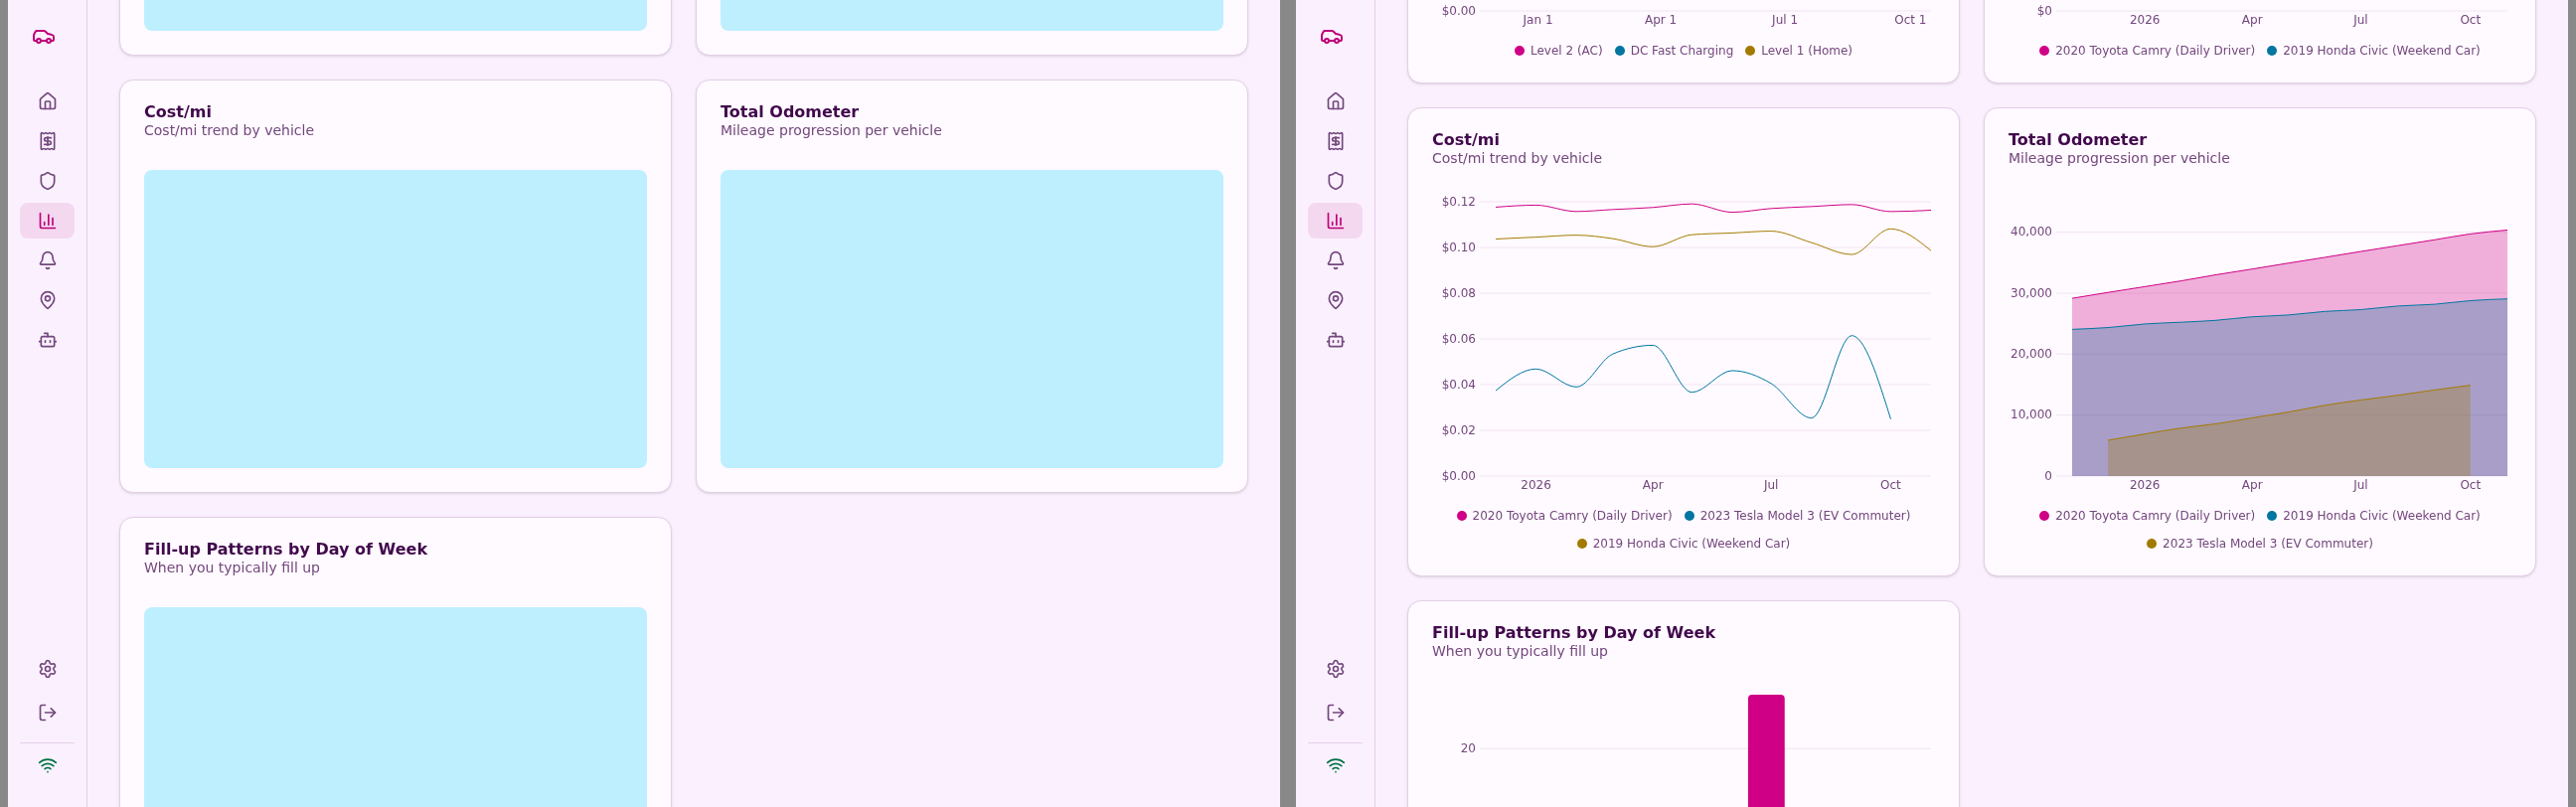 Cost/mi
Cost/mi trend by vehicle
Total Odometer
Mileage progression per vehicle
Fill-up Patterns by Day of Week
When you typically fill up
$0.00
Jan 1 Apr 1 Jul 1 Oct 1
Level 2 (AC) DC Fast Charging Level 1 (Home)
$0
2026 Apr Jul Oct
2020 Toyota Camry (Daily Driver) 2019 Honda Civic (Weekend Car)
Cost/mi
Cost/mi trend by vehicle
$0.12
$0.10
$0.08
$0.06
$0.04
$0.02
$0.00
2026 Apr Jul Oct
2020 Toyota Camry (Daily Driver) 2023 Tesla Model 3 (EV Commuter)
2019 Honda Civic (Weekend Car)
Total Odometer
Mileage progression per vehicle
40,000
30,000
20,000
10,000
0
2026 Apr Jul Oct
2020 Toyota Camry (Daily Driver) 2019 Honda Civic (Weekend Car)
2023 Tesla Model 3 (EV Commuter)
Fill-up Patterns by Day of Week
When you typically fill up
20